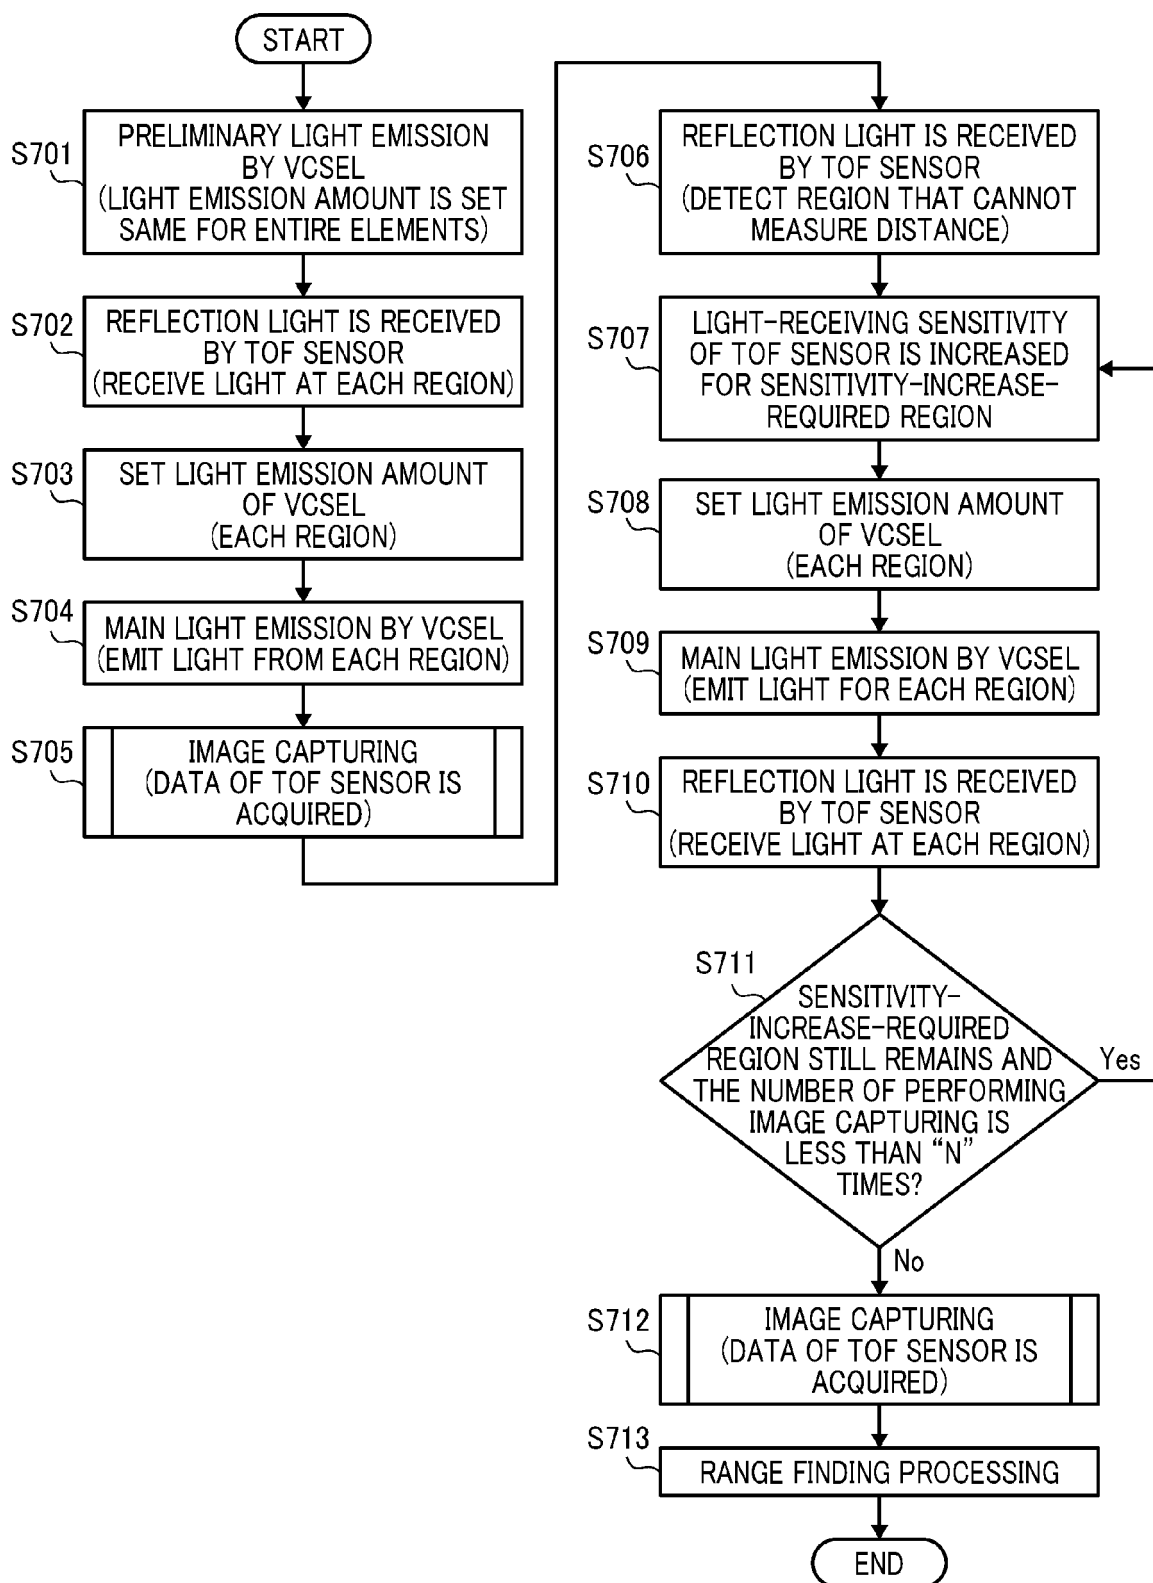 START
S701
PRELIMINARY LIGHT EMISSION
BY VCSEL
(LIGHT EMISSION AMOUNT IS SET
SAME FOR ENTIRE ELEMENTS)
S702
REFLECTION LIGHT IS RECEIVED
BY TOF SENSOR
(RECEIVE LIGHT AT EACH REGION)
S703
SET LIGHT EMISSION AMOUNT
OF VCSEL
(EACH REGION)
S704
MAIN LIGHT EMISSION BY VCSEL
(EMIT LIGHT FROM EACH REGION)
S705
IMAGE CAPTURING
(DATA OF TOF SENSOR IS
ACQUIRED)
S706
REFLECTION LIGHT IS RECEIVED
BY TOF SENSOR
(DETECT REGION THAT CANNOT
MEASURE DISTANCE)
S707
LIGHT-RECEIVING SENSITIVITY
OF TOF SENSOR IS INCREASED
FOR SENSITIVITY-INCREASE-
REQUIRED REGION
S708
SET LIGHT EMISSION AMOUNT
OF VCSEL
(EACH REGION)
S709
MAIN LIGHT EMISSION BY VCSEL
(EMIT LIGHT FOR EACH REGION)
S710
REFLECTION LIGHT IS RECEIVED
BY TOF SENSOR
(RECEIVE LIGHT AT EACH REGION)
S711
SENSITIVITY-
INCREASE-REQUIRED
REGION STILL REMAINS AND
THE NUMBER OF PERFORMING
IMAGE CAPTURING IS
LESS THAN “N”
TIMES?
Yes
No
S712
IMAGE CAPTURING
(DATA OF TOF SENSOR IS
ACQUIRED)
S713
RANGE FINDING PROCESSING
END